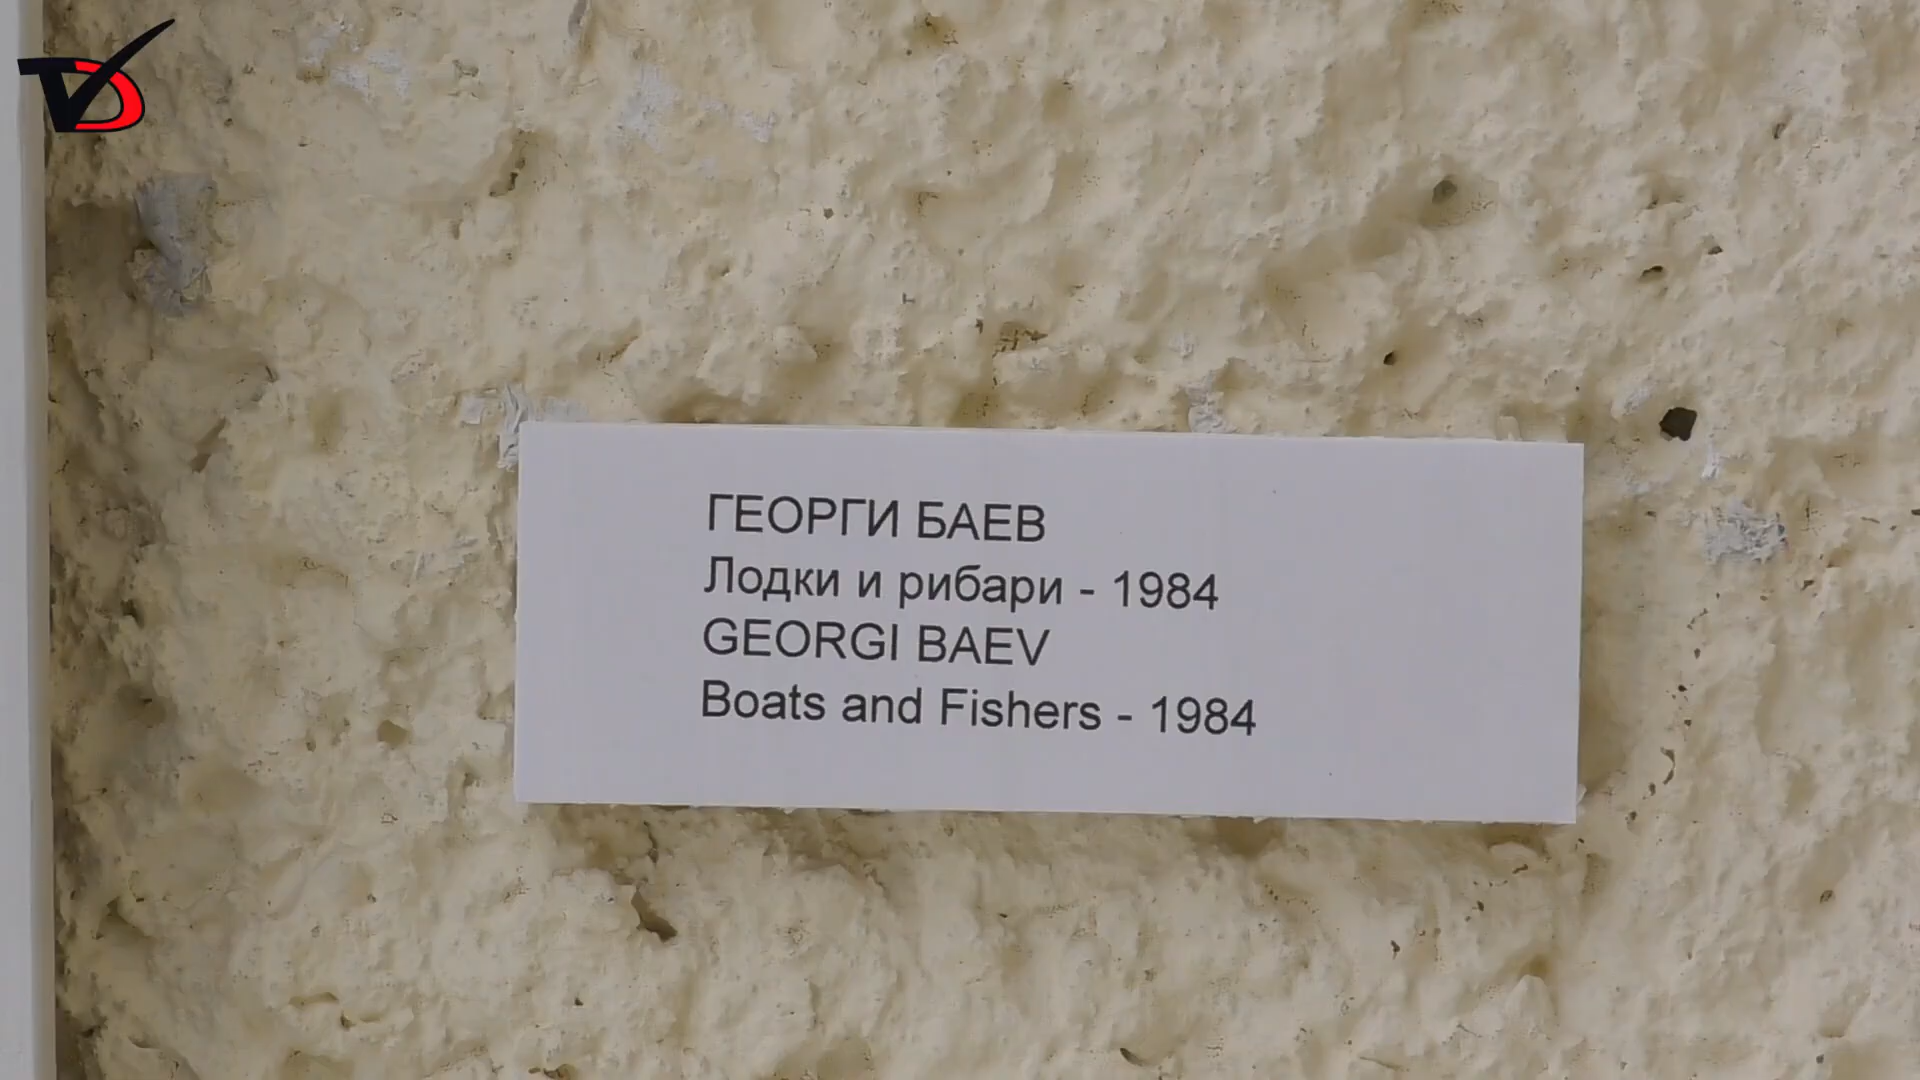 ГЕОРГИ БАЕВ
Лодки и рибари - 1984
GEORGI BAEV
Boats and Fishers - 1984